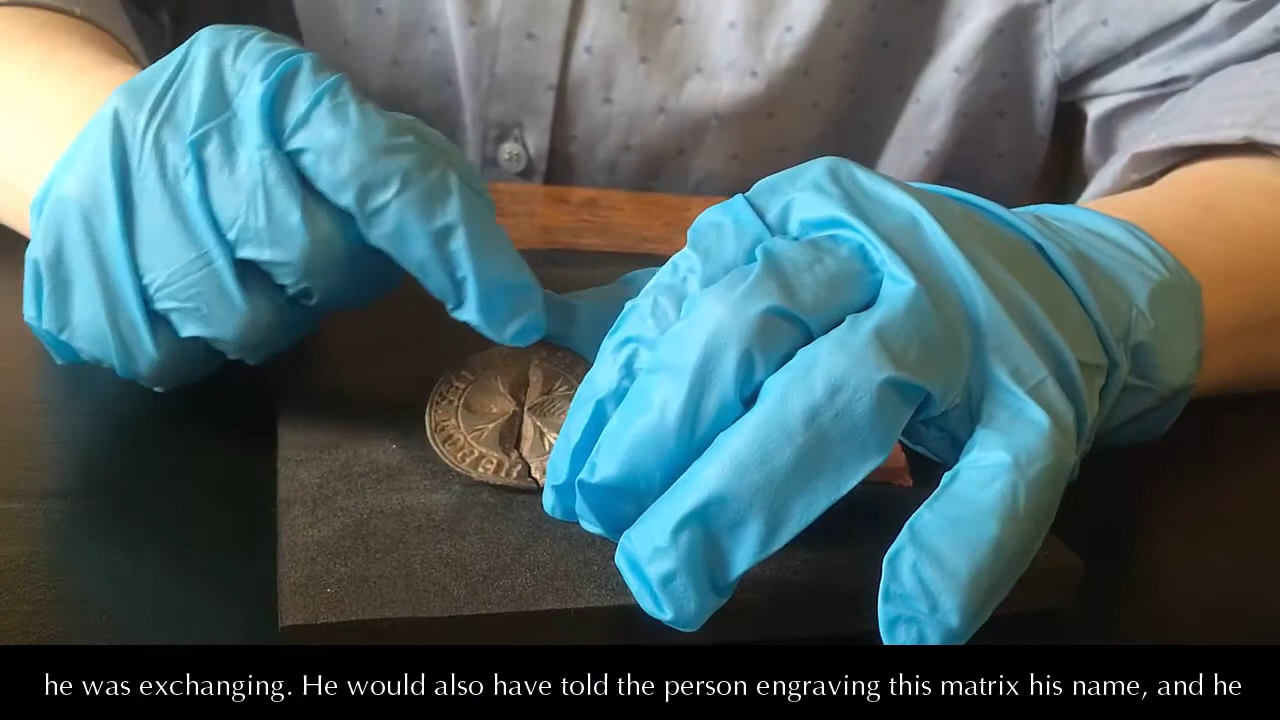 he was exchanging. He would also have told the person engraving this matrix his name, and he